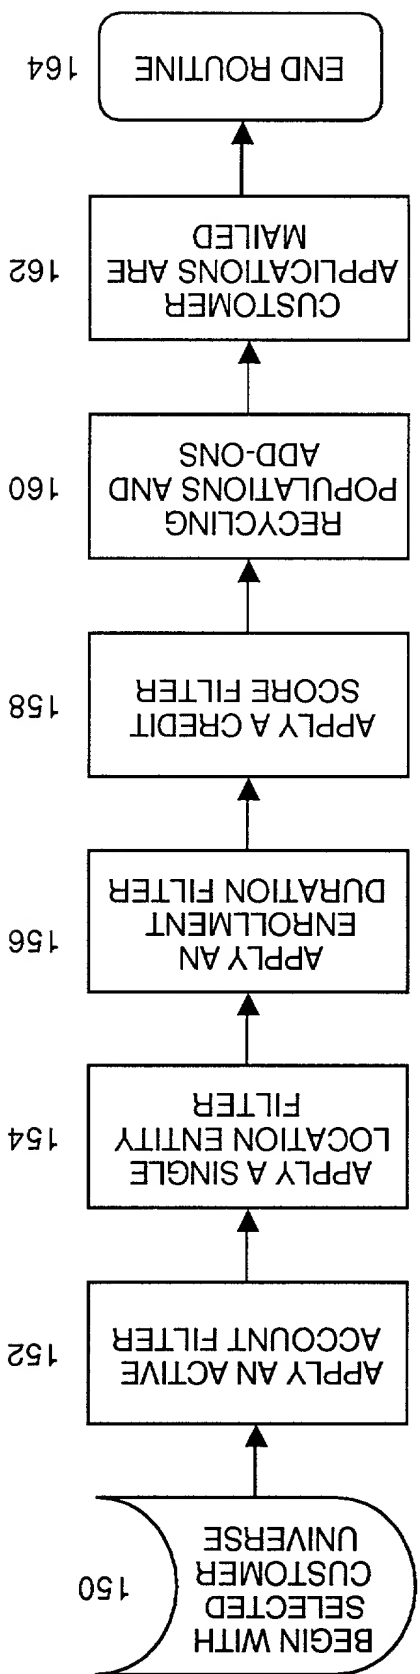 BEGIN WITH
SELECTED
CUSTOMER
UNIVERSE
150
APPLY AN ACTIVE
ACCOUNT FILTER
152
APPLY A SINGLE
LOCATION ENTITY
FILTER
154
APPLY AN
ENROLLMENT
DURATION FILTER
156
APPLY A CREDIT
SCORE FILTER
158
RECYCLING
POPULATIONS AND
ADD-ONS
160
CUSTOMER
APPLICATIONS ARE
MAILED
162
END ROUTINE
164